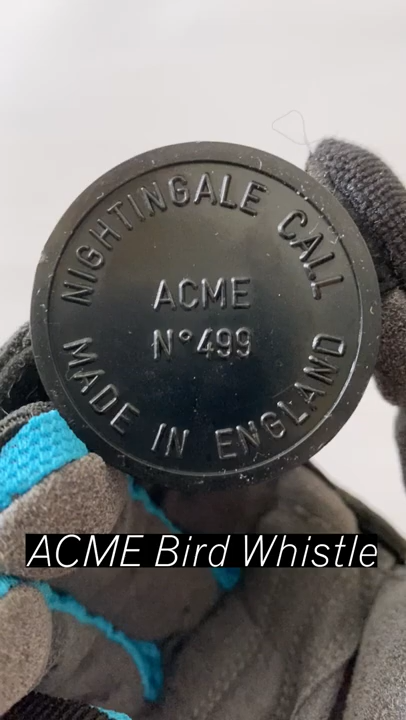 NIGHTINGALE CALL
ACME
N° 499
MADE IN ENGLAND
ACME Bird Whistle